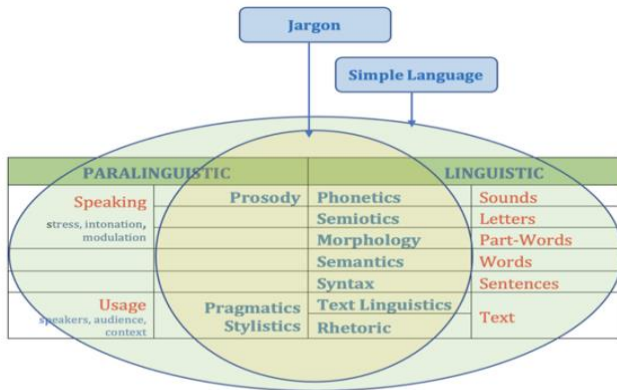 Jargon
Simple Language
PARALINGUISTIC LINGUISTIC
Speaking Prosody Phonetics Sounds
stress, intonation, Semiotics Letters
modulation Morphology Part-Words
Semantics Words
Syntax Sentences
Usage Pragmatics Text Linguistics Text
speakers, audience, Stylistics Rhetoric
context